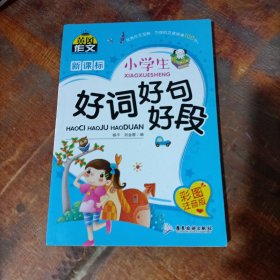 黄冈
作文
新课标
小学生
XIAOXUESHENG
好词好句
好段
HAOCI HAOJU HAODUAN
彩图
注音版